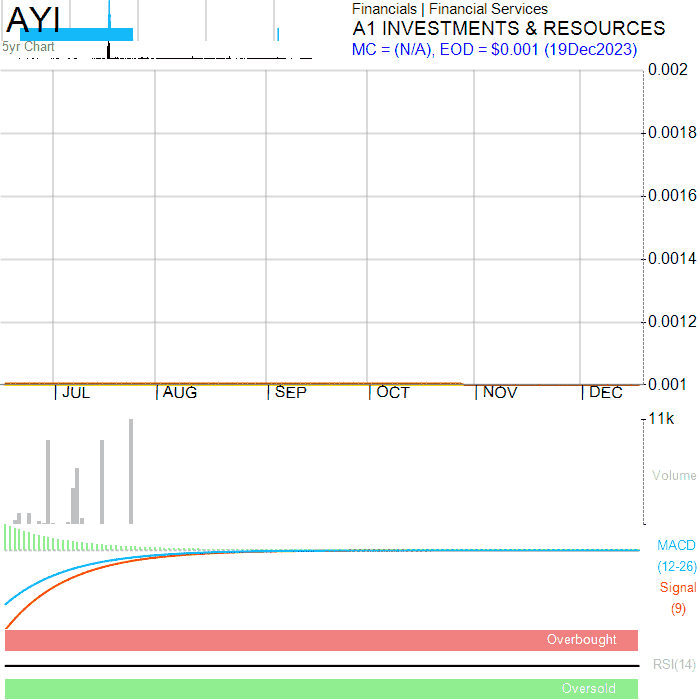 AYI
Financials | Financial Services
A1 INVESTMENTS & RESOURCES
5yr Chart
MC = (N/A), EOD = $0.001 (19Dec2023)
0.002
0.0018
0.0016
0.0014
0.0012
0.001
JUL AUG SEP OCT NOV DEC
11k
Volume
MACD
(12-26)
Signal
(9)
Overbought
RSI(14)
Oversold